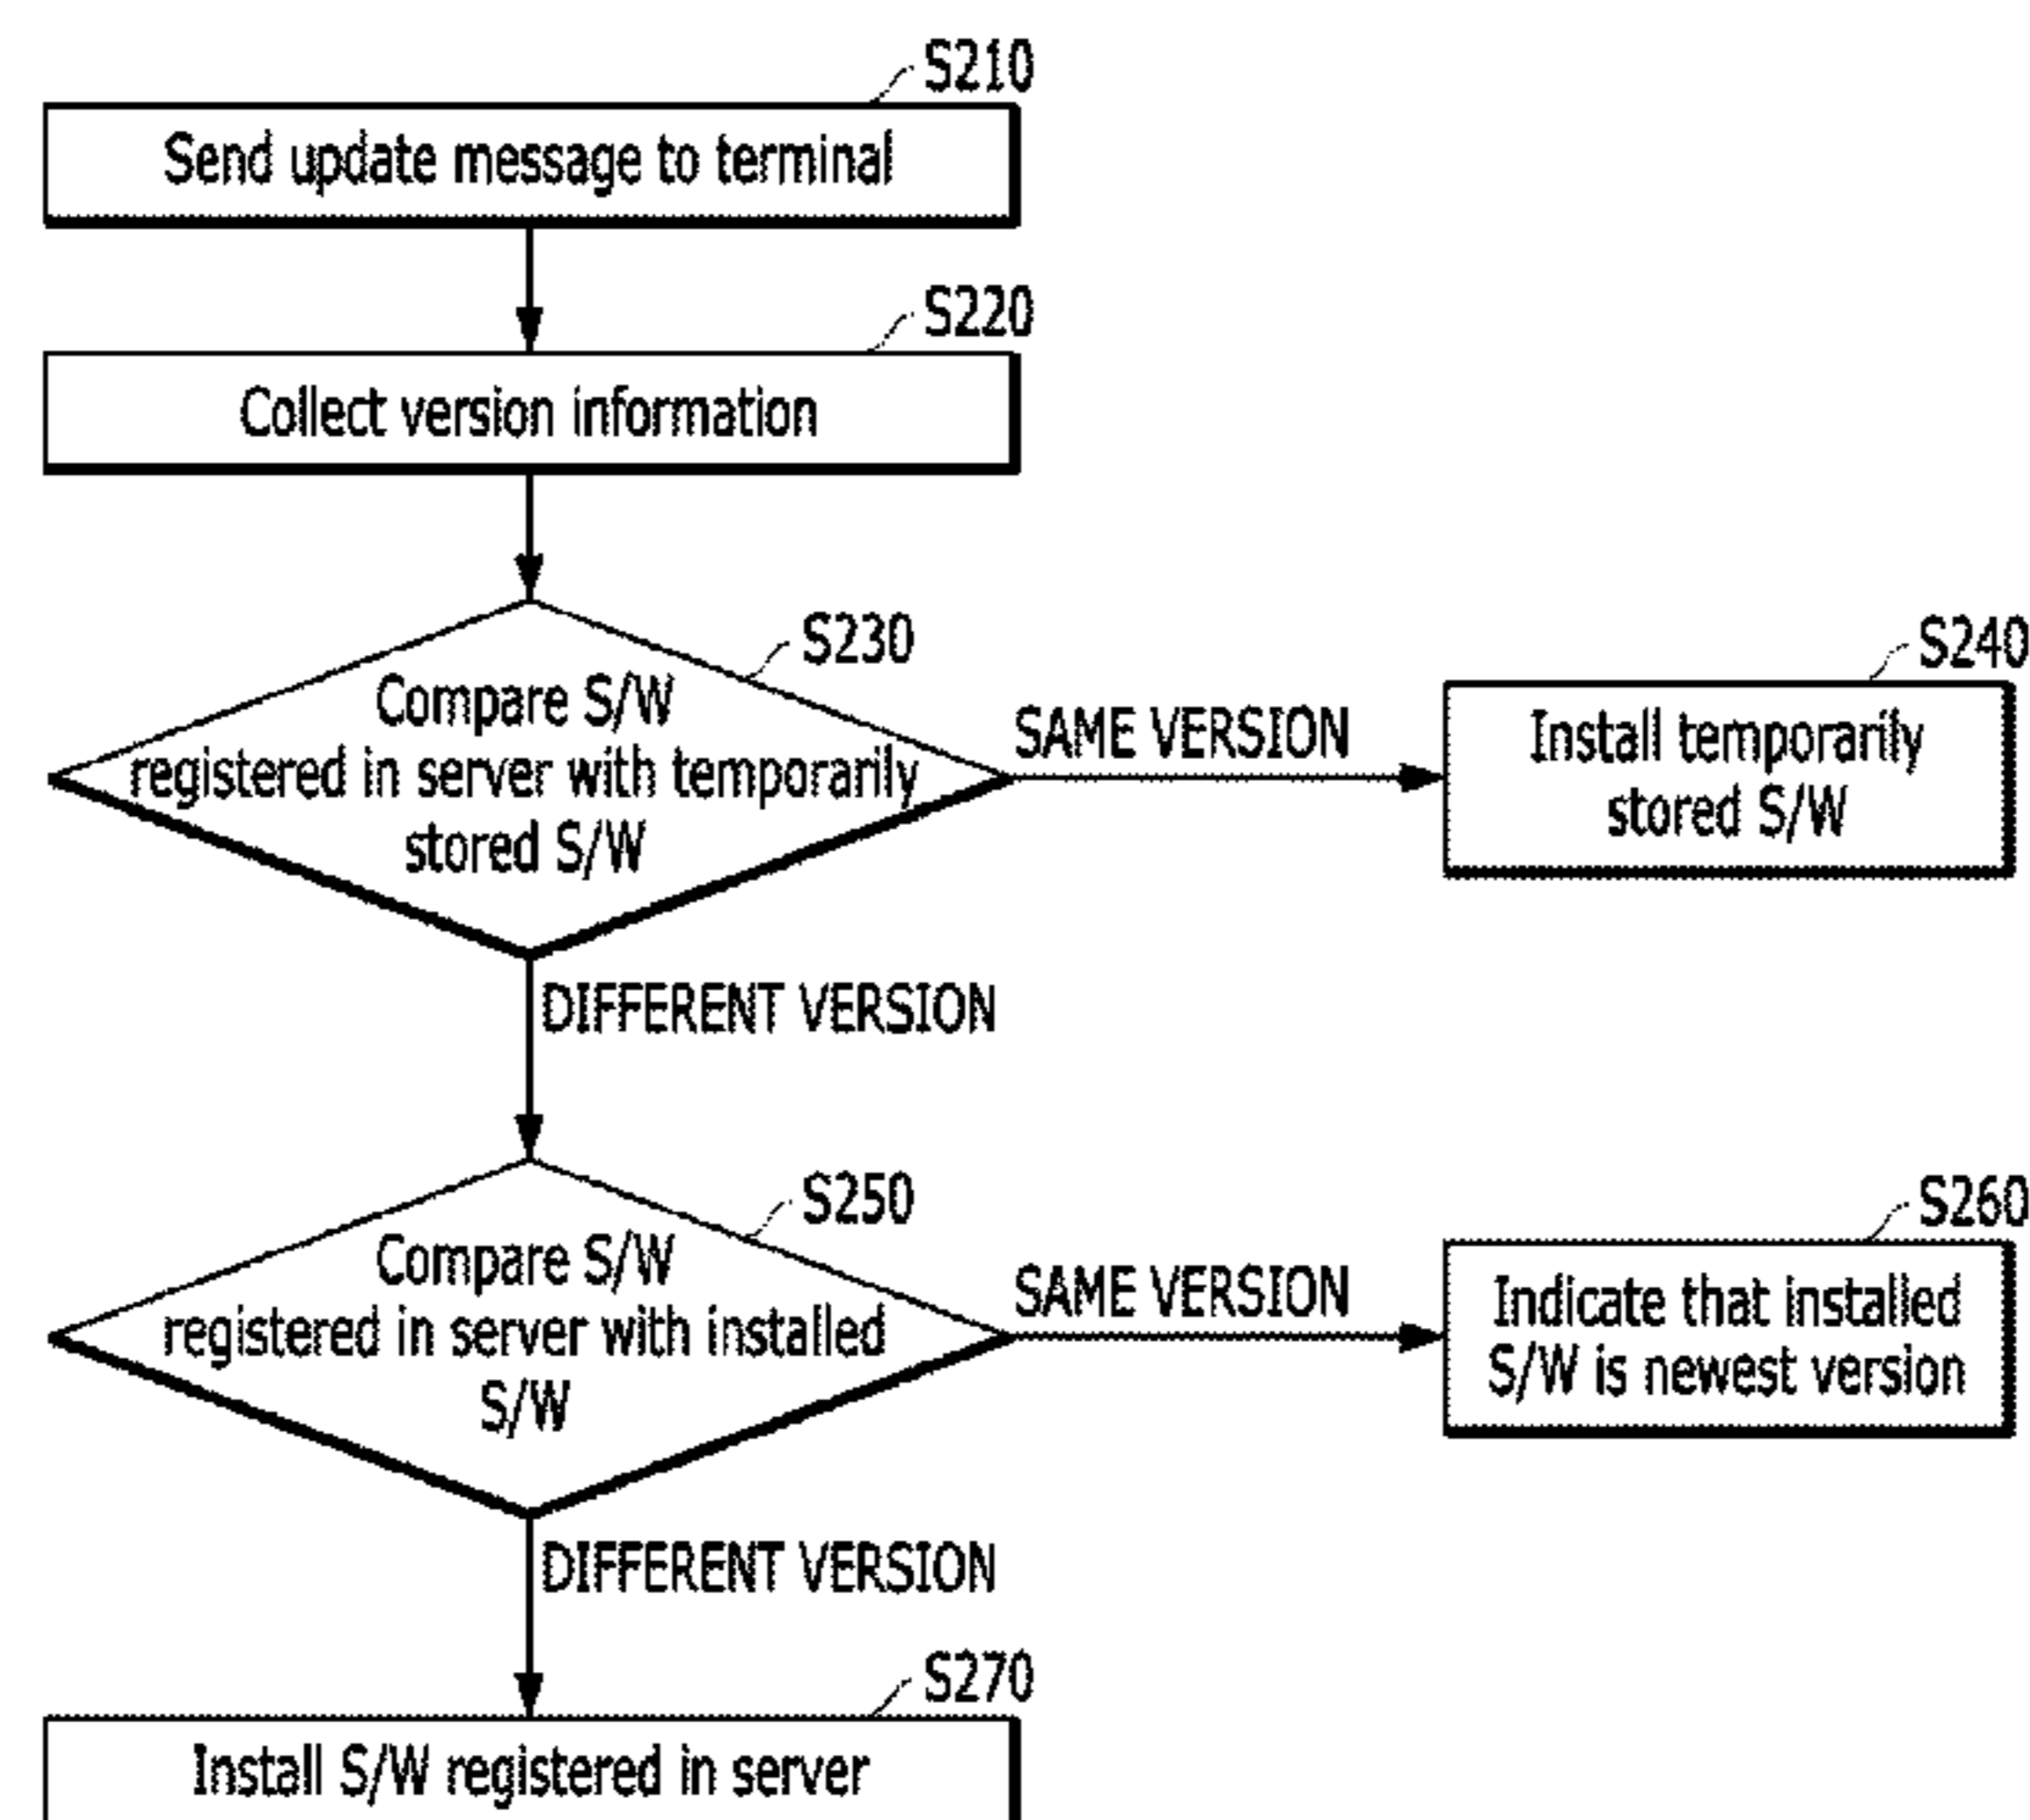 S210
Send update message to terminal
S220
Collect version information
S230
Compare S/W
registered in server with temporarily
stored S/W
SAME VERSION
S240
Install temporarily
stored S/W
DIFFERENT VERSION
S250
Compare S/W
registered in server with installed
S/W
SAME VERSION
S260
Indicate that installed
S/W is newest version
DIFFERENT VERSION
S270
Install S/W registered in server